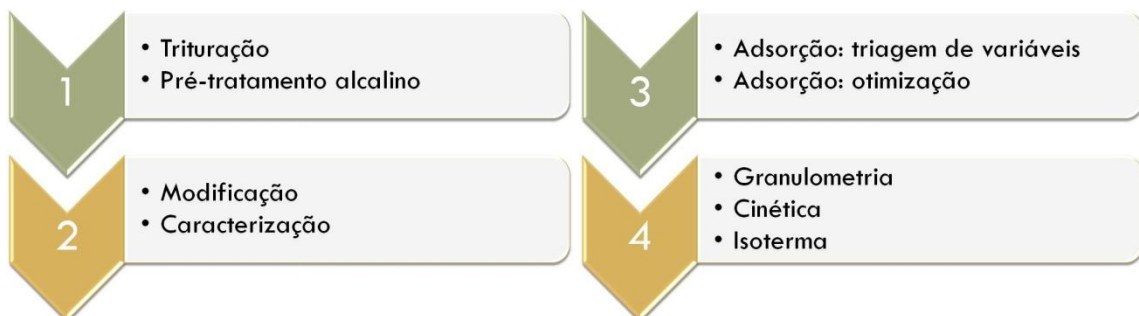 1
• Trituração
• Pré-tratamento alcalino
2
• Modificação
• Caracterização
3
• Adsorção: triagem de variáveis
• Adsorção: otimização
4
• Granulometria
• Cinética
• Isoterma